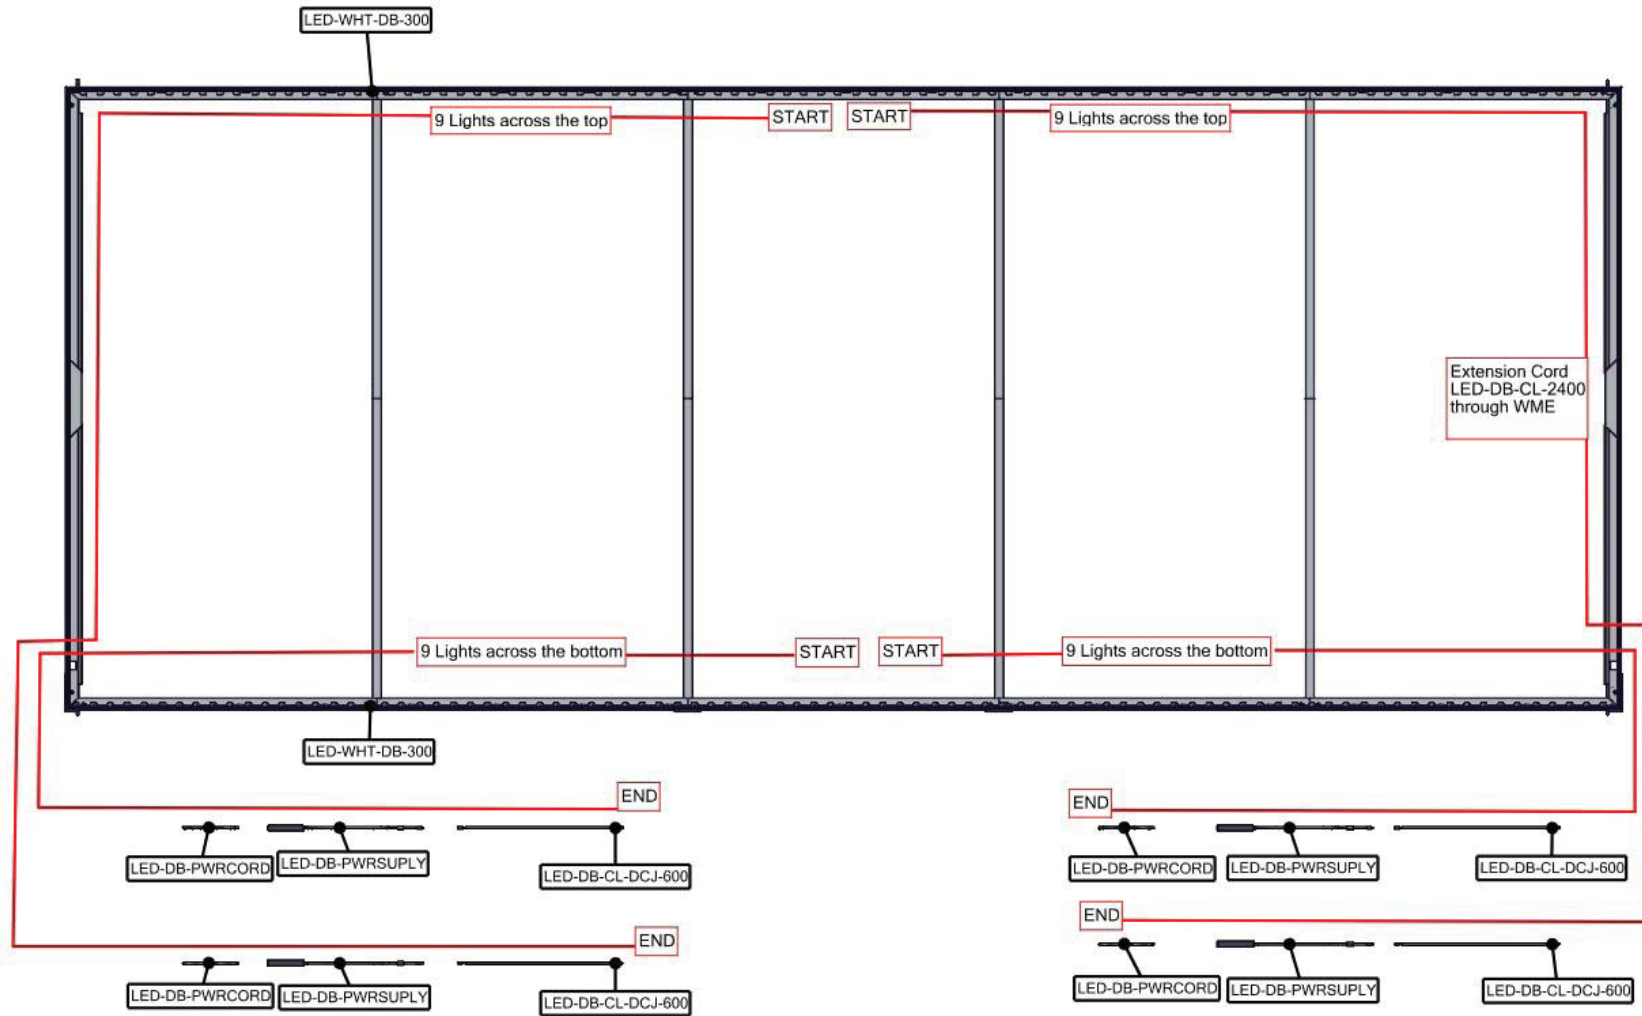 LED-WHT-DB-300
9 Lights across the top
START
START
9 Lights across the top
Extension Cord
LED-DB-CL-2400
through WME
9 Lights across the bottom
START
START
9 Lights across the bottom
LED-WHT-DB-300
END
END
LED-DB-PWRCORD
LED-DB-PWRSUPLY
LED-DB-CL-DCJ-600
LED-DB-PWRCORD
LED-DB-PWRSUPLY
LED-DB-CL-DCJ-600
END
END
LED-DB-PWRCORD
LED-DB-PWRSUPLY
LED-DB-CL-DCJ-600
LED-DB-PWRCORD
LED-DB-PWRSUPLY
LED-DB-CL-DCJ-600